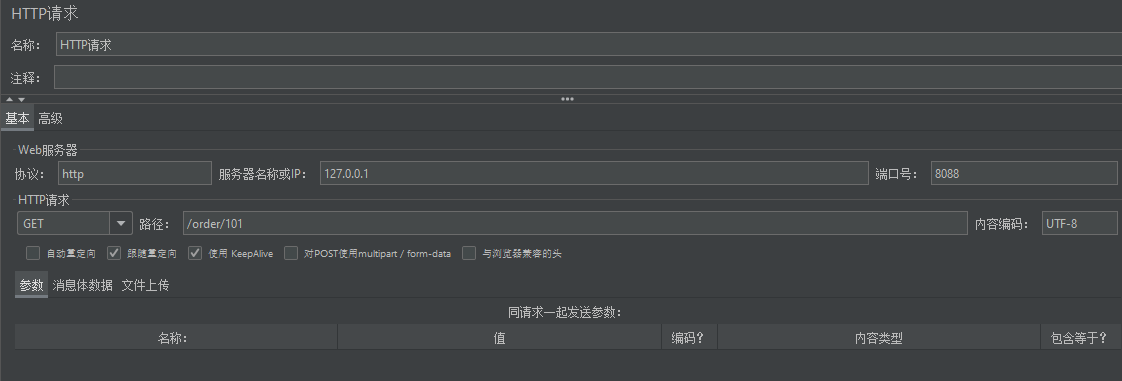 HTTP请求
名称： HTTP请求
注释：
基本 高级
Web服务器
协议： http 服务器名称或IP： 127.0.0.1 端口号： 8088
HTTP请求
GET 路径： /order/101 内容编码： UTF-8
自动重定向 跟随重定向 使用 KeepAlive 对POST使用multipart / form-data 与浏览器兼容的头
参数 消息体数据 文件上传
同请求一起发送参数：
名称： 值 编码？ 内容类型 包含等于？